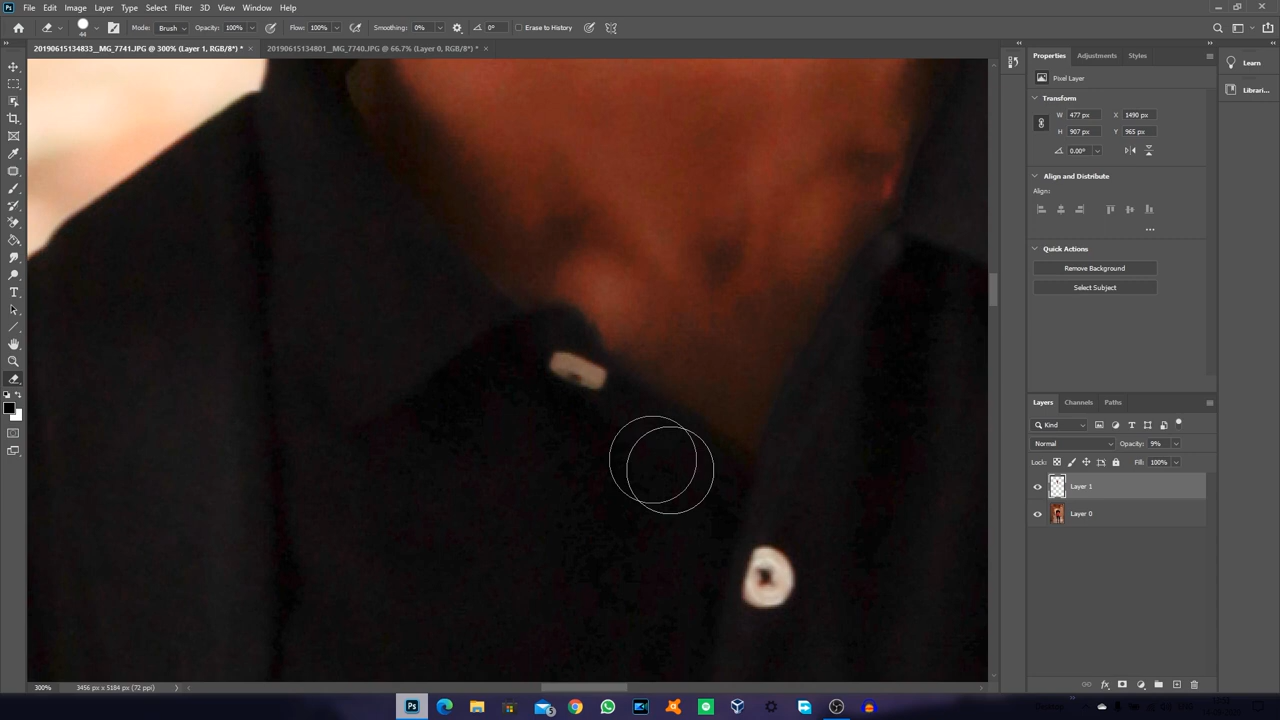 File Edit Image Layer Type Select Filter 3D View Window Help
44 Mode: Brush Opacity: 100% Flow: 100% Smoothing: 0% 0° Erase to History
20190615134833__MG_7741.JPG @ 300% (Layer 1, RGB/8*) * × 20190615134801__MG_7740.JPG @ 66.7% (Layer 0, RGB/8*) * ×
Properties Adjustments Styles
Learn
Pixel Layer
Librari...
Transform
W 477 px X 1490 px
H 907 px Y 965 px
0.00°
Align and Distribute
Align:
Quick Actions
Remove Background
Select Subject
Layers Channels Paths
Kind
Normal Opacity: 9%
Lock: Fill: 100%
Layer 1
Layer 0
300% 3456 px x 5184 px (72 ppi)